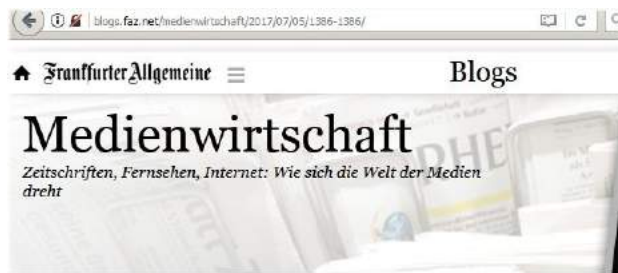 blogs.faz.net/medienwirtschaft/2017/07/05/1386-1386/
Frankfurter Allgemeine
Blogs
Medienwirtschaft
Zeitschriften, Fernsehen, Internet: Wie sich die Welt der Medien
dreht